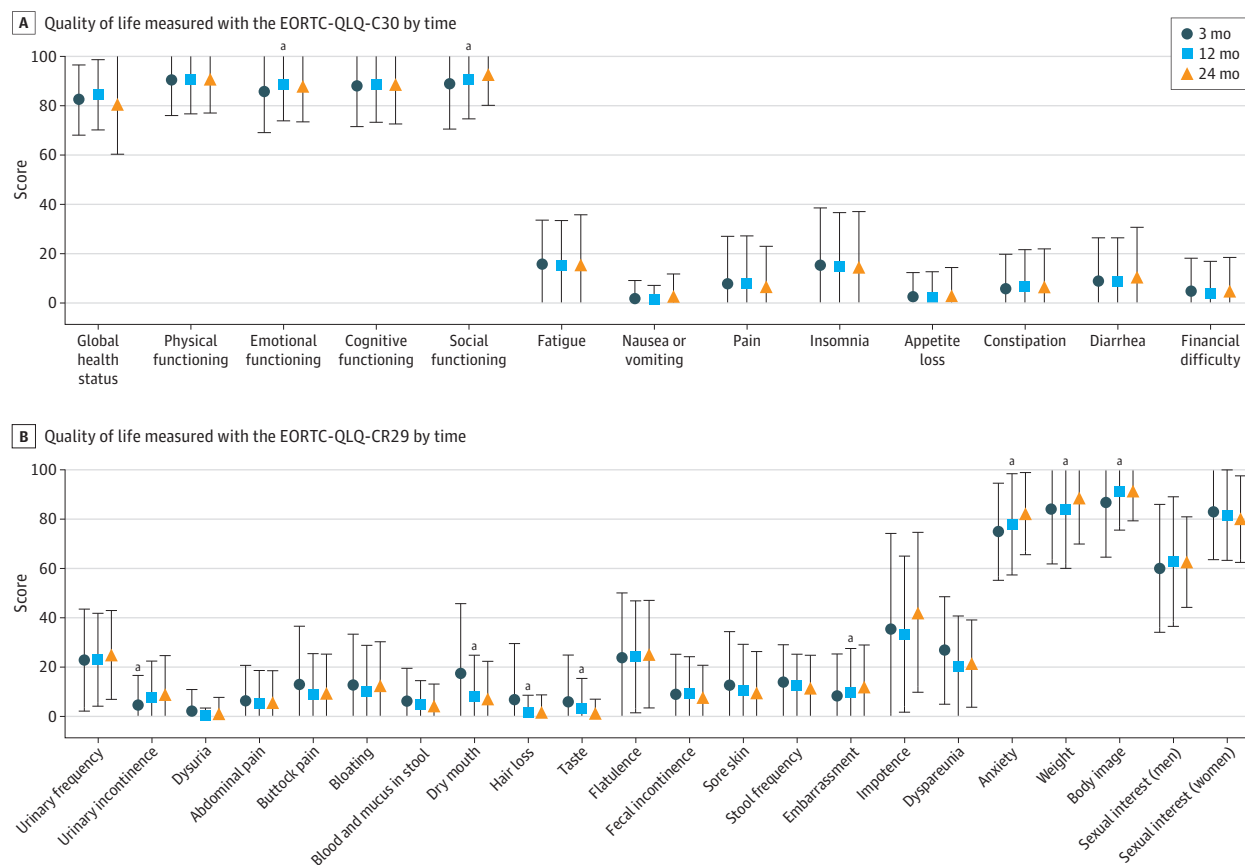 A Quality of life measured with the EORTC-QLQ-C30 by time
3 mo
12 mo
24 mo
a
a
100
80
60
40
20
0
Score
Global health status
Physical functioning
Emotional functioning
Cognitive functioning
Social functioning
Fatigue
Nausea or vomiting
Pain
Insomnia
Appetite loss
Constipation
Diarrhea
Financial difficulty
B Quality of life measured with the EORTC-QLQ-CR29 by time
100
80
60
40
20
0
Score
a
a
a
a
a
a
a
a
Urinary frequency
Urinary incontinence
Dysuria
Abdominal pain
Buttock pain
Bloating
Blood and mucus in stool
Dry mouth
Hair loss
Taste
Flatulence
Fecal incontinence
Sore skin
Stool frequency
Embarrassment
Impotence
Dyspareunia
Anxiety
Weight
Body image
Sexual interest (men)
Sexual interest (women)